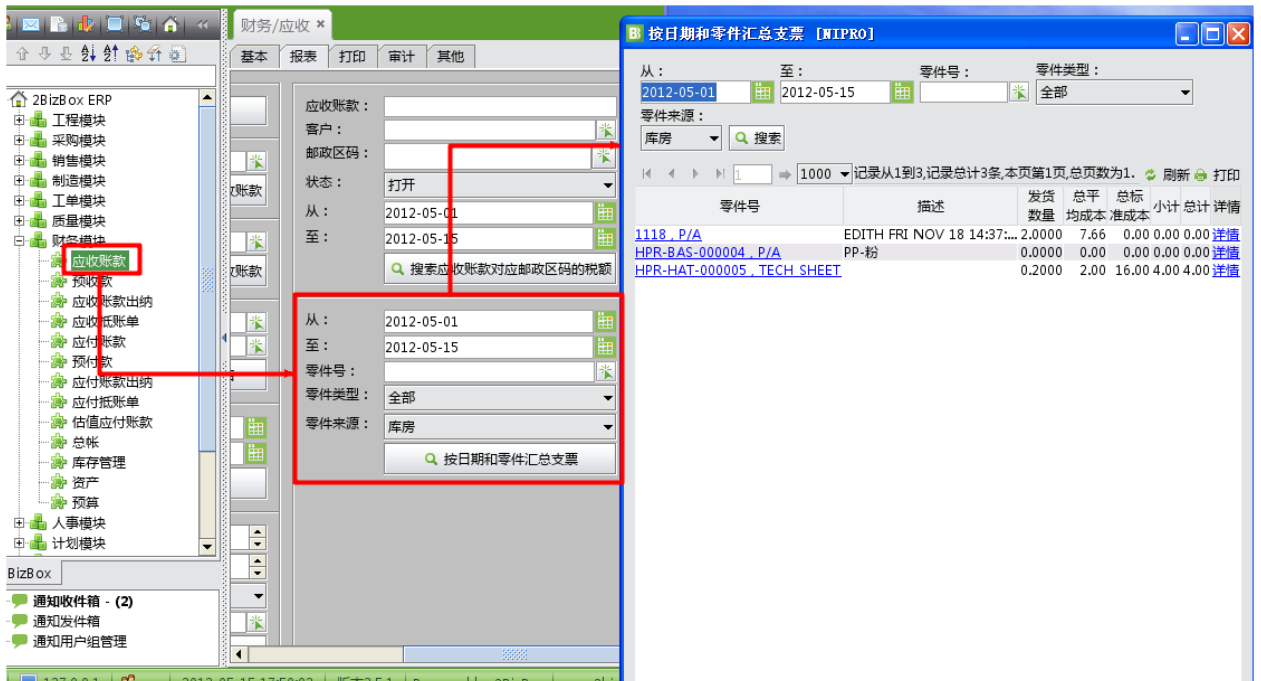 财务/应收 ×
基本 报表 打印 审计 其他
2BizBox ERP
工程模块
采购模块
销售模块
制造模块
工单模块
质量模块
财务模块
应收账款
预收款
应收账款出纳
应收抵账单
应付账款
预付款
应付账款出纳
应付抵账单
估值应付账款
总帐
库存管理
资产
预算
人事模块
计划模块
BizBox
通知收件箱 - (2)
通知发件箱
通知用户组管理
应收账款：
客户：
邮政区码：
状态： 打开
从： 2012-05-01
至： 2012-05-15
搜索应收账款对应邮政区码的税额
从： 2012-05-01
至： 2012-05-15
零件号：
零件类型： 全部
零件来源： 库房
按日期和零件汇总支票
按日期和零件汇总支票 [NIPRO]
从： 至： 零件号： 零件类型：
2012-05-01 2012-05-15 全部
零件来源：
库房 搜索
1 1000 记录从1到3,记录总计3条,本页第1页,总页数为1. 刷新 打印
零件号 描述 发货数量 总平均成本 总标准成本 小计 总计 详情
1118 , P/A EDITH FRI NOV 18 14:37:... 2.0000 7.66 0.00 0.00 0.00 详情
HPR-BAS-000004 , P/A PP-粉 0.0000 0.00 0.00 0.00 0.00 详情
HPR-HAT-000005 , TECH SHEET 0.2000 2.00 16.00 4.00 4.00 详情